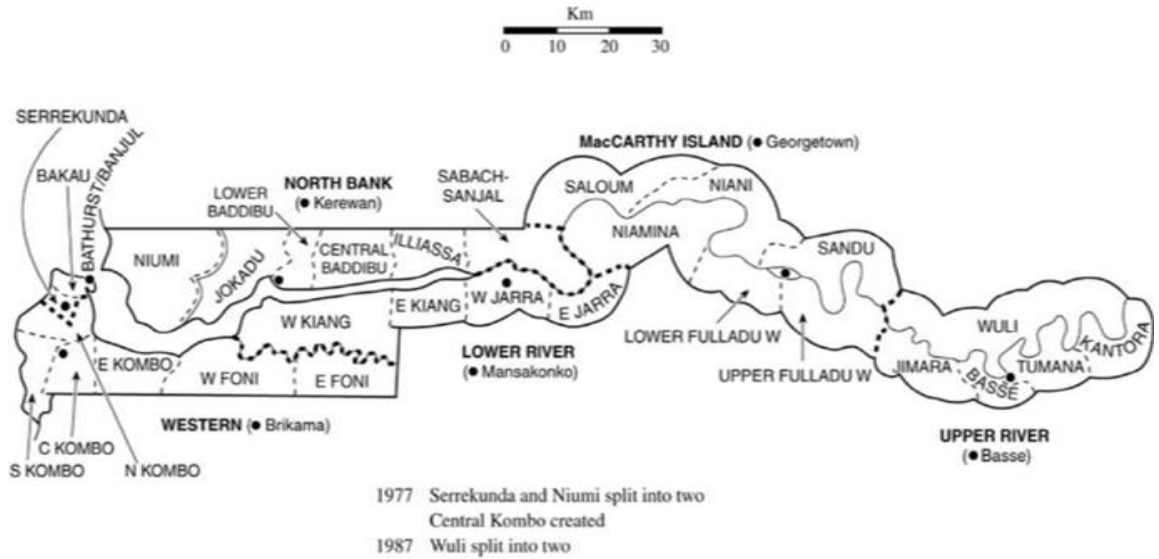 Km
0 10 20 30
SERREKUNDA
BAKAU
BATHURST/BANJUL
NORTH BANK
(● Kerewan)
LOWER
BADDIBU
SABACH-
SANJAL
MacCARTHY ISLAND (● Georgetown)
SALOUM
NIANI
NIAMINA
SANDU
NIUMI
JOKADU
CENTRAL
BADDIBU
ILLIASSA
E KIANG
W JARRA
E JARRA
W KIANG
LOWER FULLADU W
UPPER FULLADU W
WULI
KANTORA
JIMARA
BASSE
TUMANA
E KOMBO
W FONI
E FONI
LOWER RIVER
(● Mansakonko)
WESTERN (● Brikama)
UPPER RIVER
(● Basse)
C KOMBO
S KOMBO
N KOMBO
1977 Serrekunda and Niumi split into two
Central Kombo created
1987 Wuli split into two